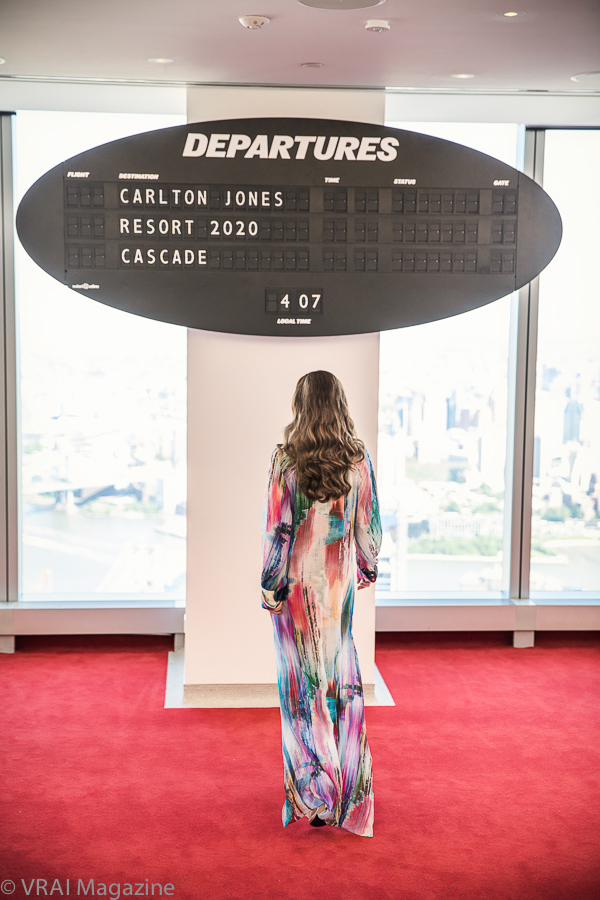 DEPARTURES
FLIGHT DESTINATION TIME STATUS GATE
CARLTON JONES
RESORT 2020
CASCADE
4 07
LOCAL TIME
© VRAI Magazine